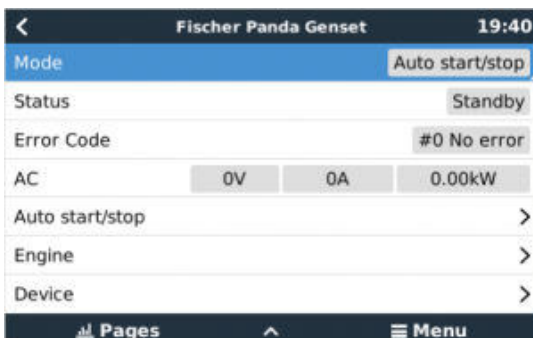 Fischer Panda Genset 19:40
Mode Auto start/stop
Status Standby
Error Code #0 No error
AC 0V 0A 0.00kW
Auto start/stop
Engine
Device
Pages Menu